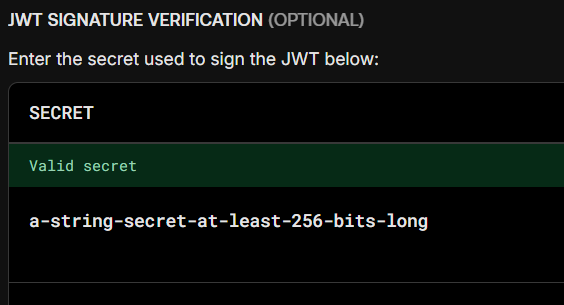 JWT SIGNATURE VERIFICATION (OPTIONAL)
Enter the secret used to sign the JWT below:
SECRET
Valid secret
a-string-secret-at-least-256-bits-long